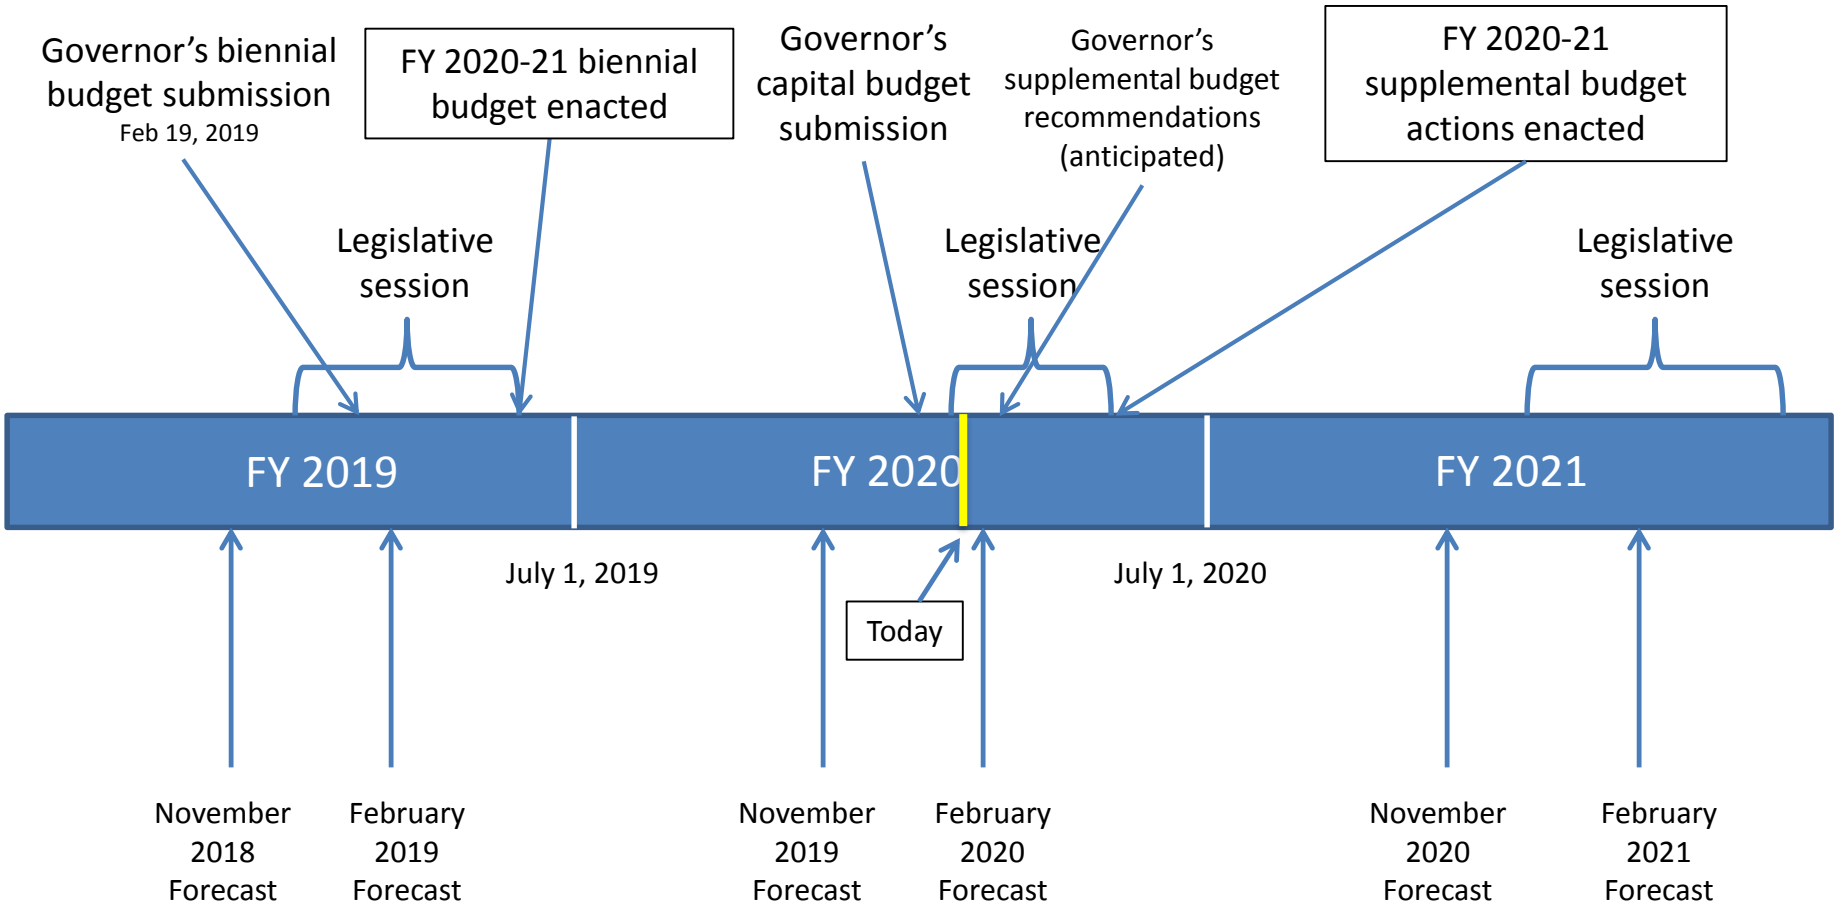 Governor's biennial
budget submission
Feb 19, 2019
FY 2020-21 biennial
budget enacted
Governor's
capital budget
submission
Governor's
supplemental budget
recommendations
(anticipated)
FY 2020-21
supplemental budget
actions enacted
Legislative
session
Legislative
session
Legislative
session
FY 2019
FY 2020
FY 2021
July 1, 2019
July 1, 2020
Today
November
2018
Forecast
February
2019
Forecast
November
2019
Forecast
February
2020
Forecast
November
2020
Forecast
February
2021
Forecast